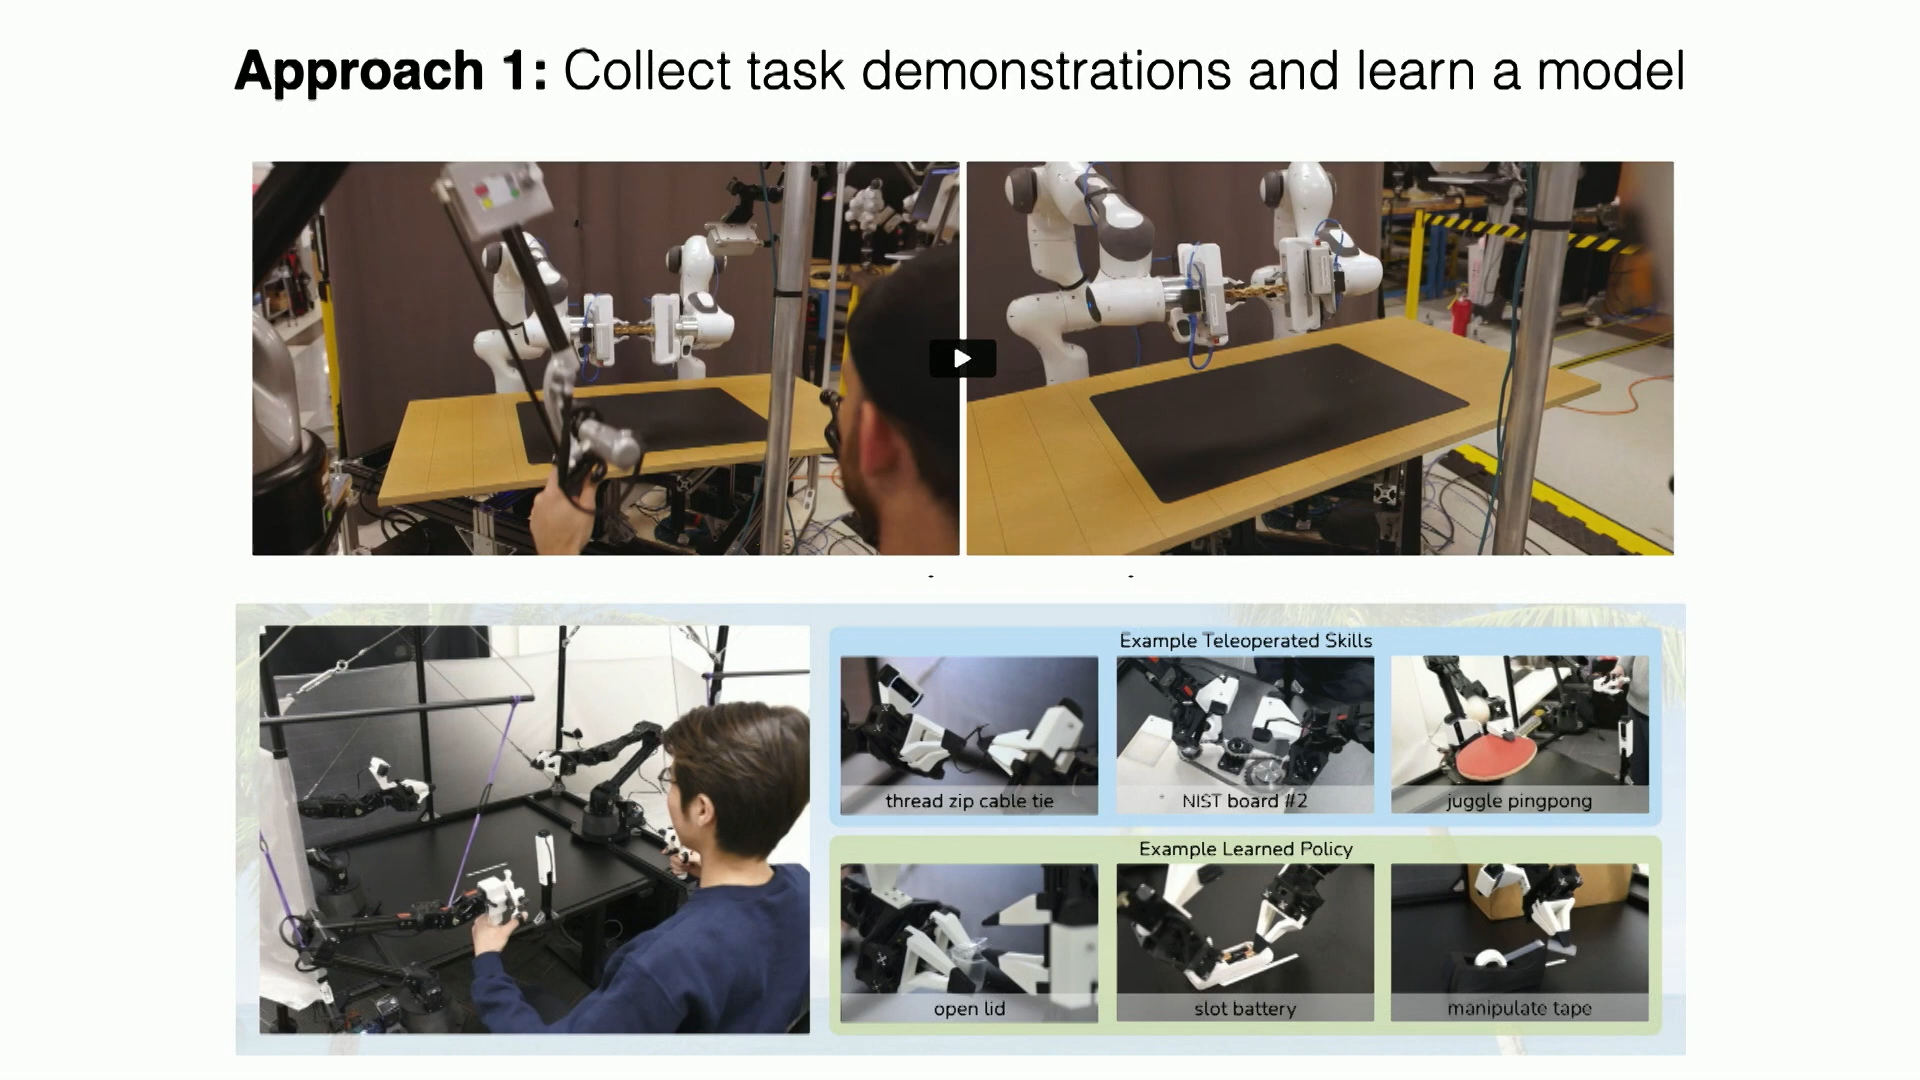 Approach 1: Collect task demonstrations and learn a model
Example Teleoperated Skills
thread zip cable tie
NIST board #2
juggle pingpong
Example Learned Policy
open lid
slot battery
manipulate tape